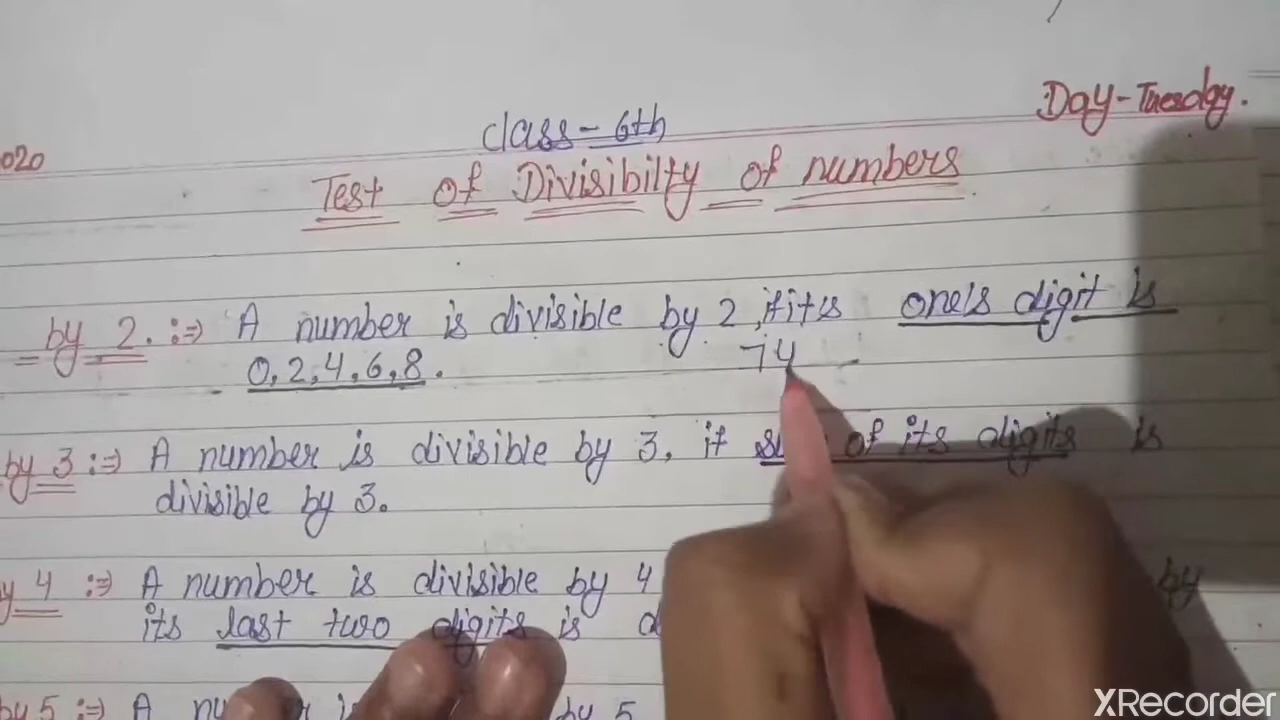 Day-Tuesday.
Class-6th
020
Test of Divisibilty of numbers
by 2. :⇒ A number is divisible by 2, if its one's digit is
0,2,4,6,8.
74
by 3 :⇒ A number is divisible by 3, if of its digits is
divisible by 3.
y 4 :⇒ A number is divisible by 4 by
its last two digits is
by 5 :⇒ A by 5
XRecorder